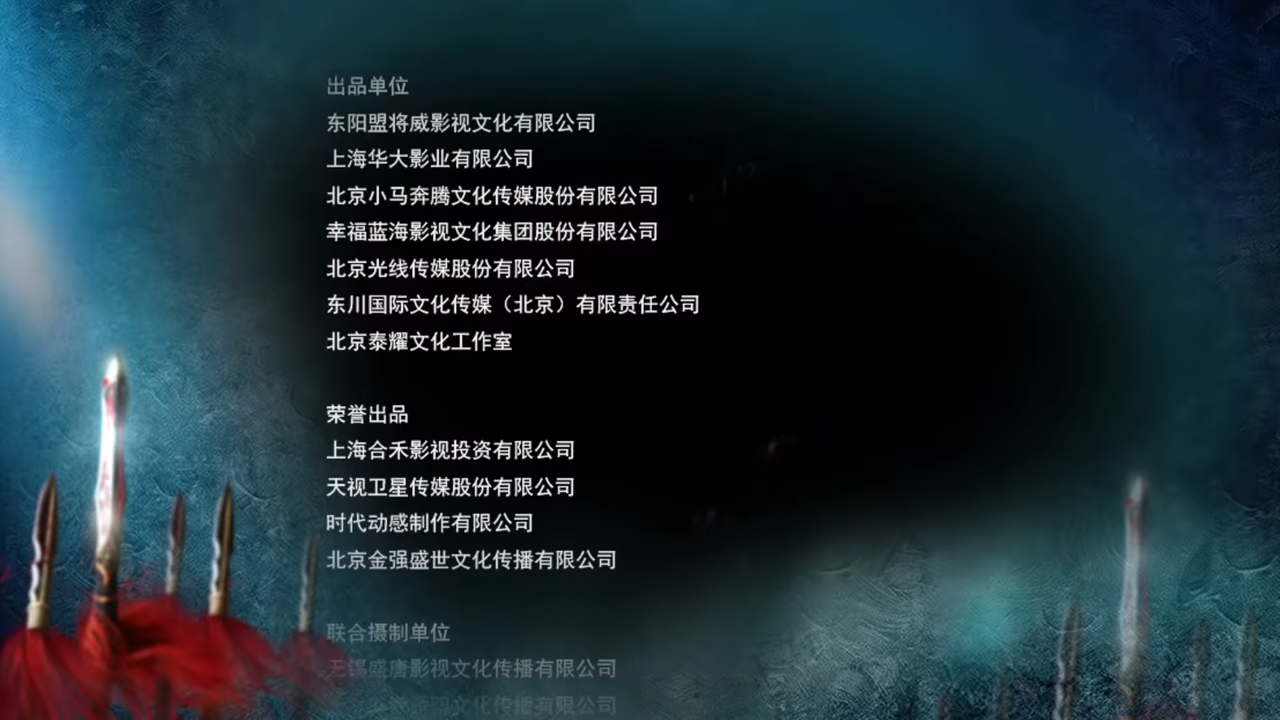 出品单位
东阳盟将威影视文化有限公司
上海华大影业有限公司
北京小马奔腾文化传媒股份有限公司
幸福蓝海影视文化集团股份有限公司
北京光线传媒股份有限公司
东川国际文化传媒（北京）有限责任公司
北京泰耀文化工作室
荣誉出品
上海合禾影视投资有限公司
天视卫星传媒股份有限公司
时代动感制作有限公司
北京金强盛世文化传播有限公司
联合摄制单位
无锡盛唐影视文化传播有限公司
文化传播有限公司